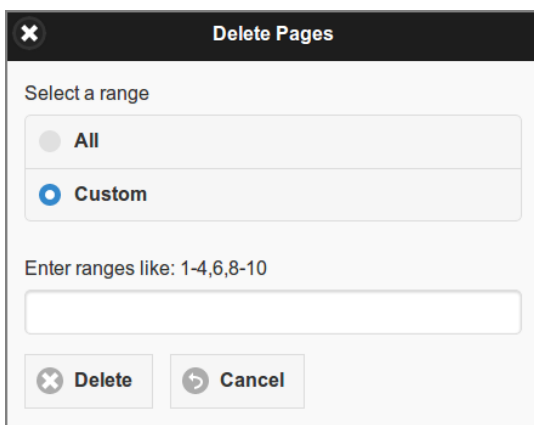 Delete Pages
Select a range
All
Custom
Enter ranges like: 1-4,6,8-10
Delete Cancel